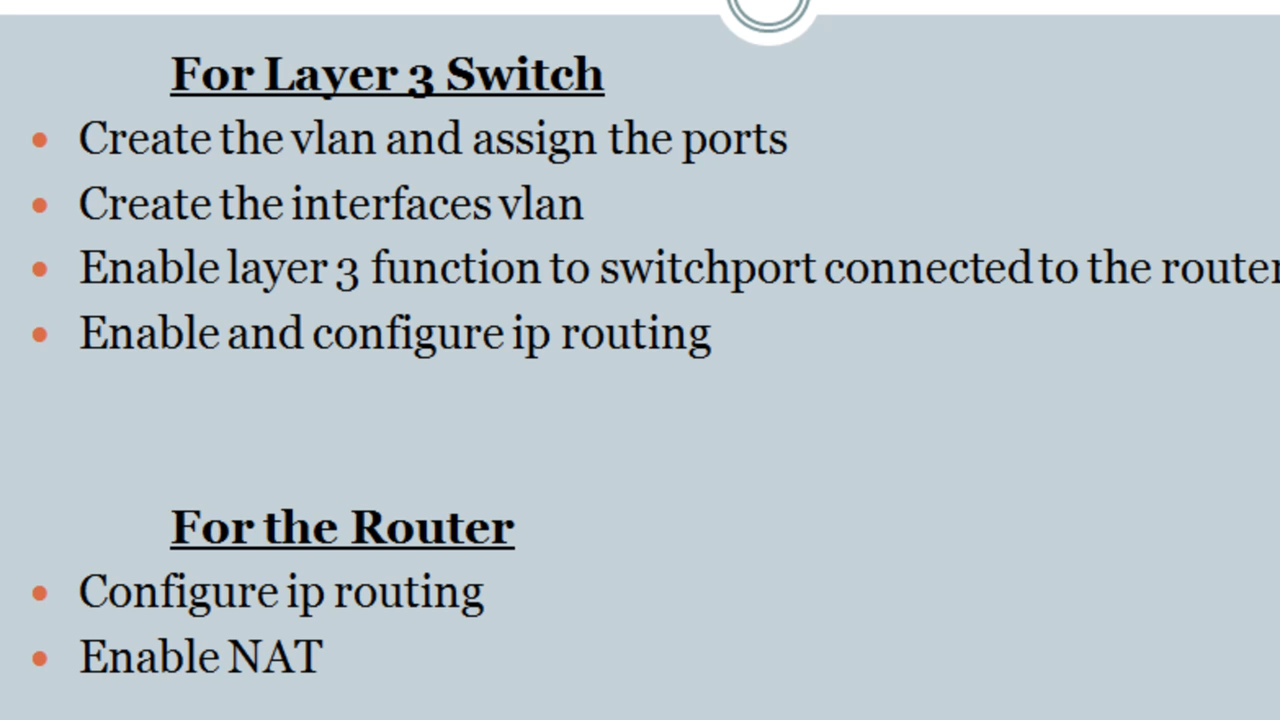 For Layer 3 Switch
Create the vlan and assign the ports
Create the interfaces vlan
Enable layer 3 function to switchport connected to the router
Enable and configure ip routing
For the Router
Configure ip routing
Enable NAT